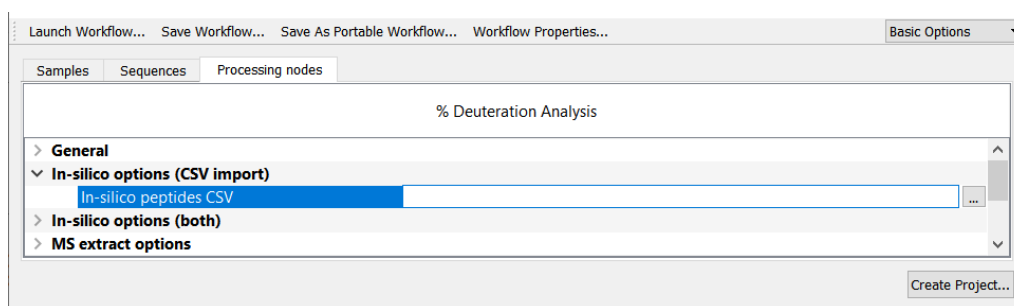 Launch Workflow... Save Workflow... Save As Portable Workflow... Workflow Properties... Basic Options
Samples Sequences Processing nodes
% Deuteration Analysis
General
In-silico options (CSV import)
In-silico peptides CSV ...
In-silico options (both)
MS extract options
Create Project...